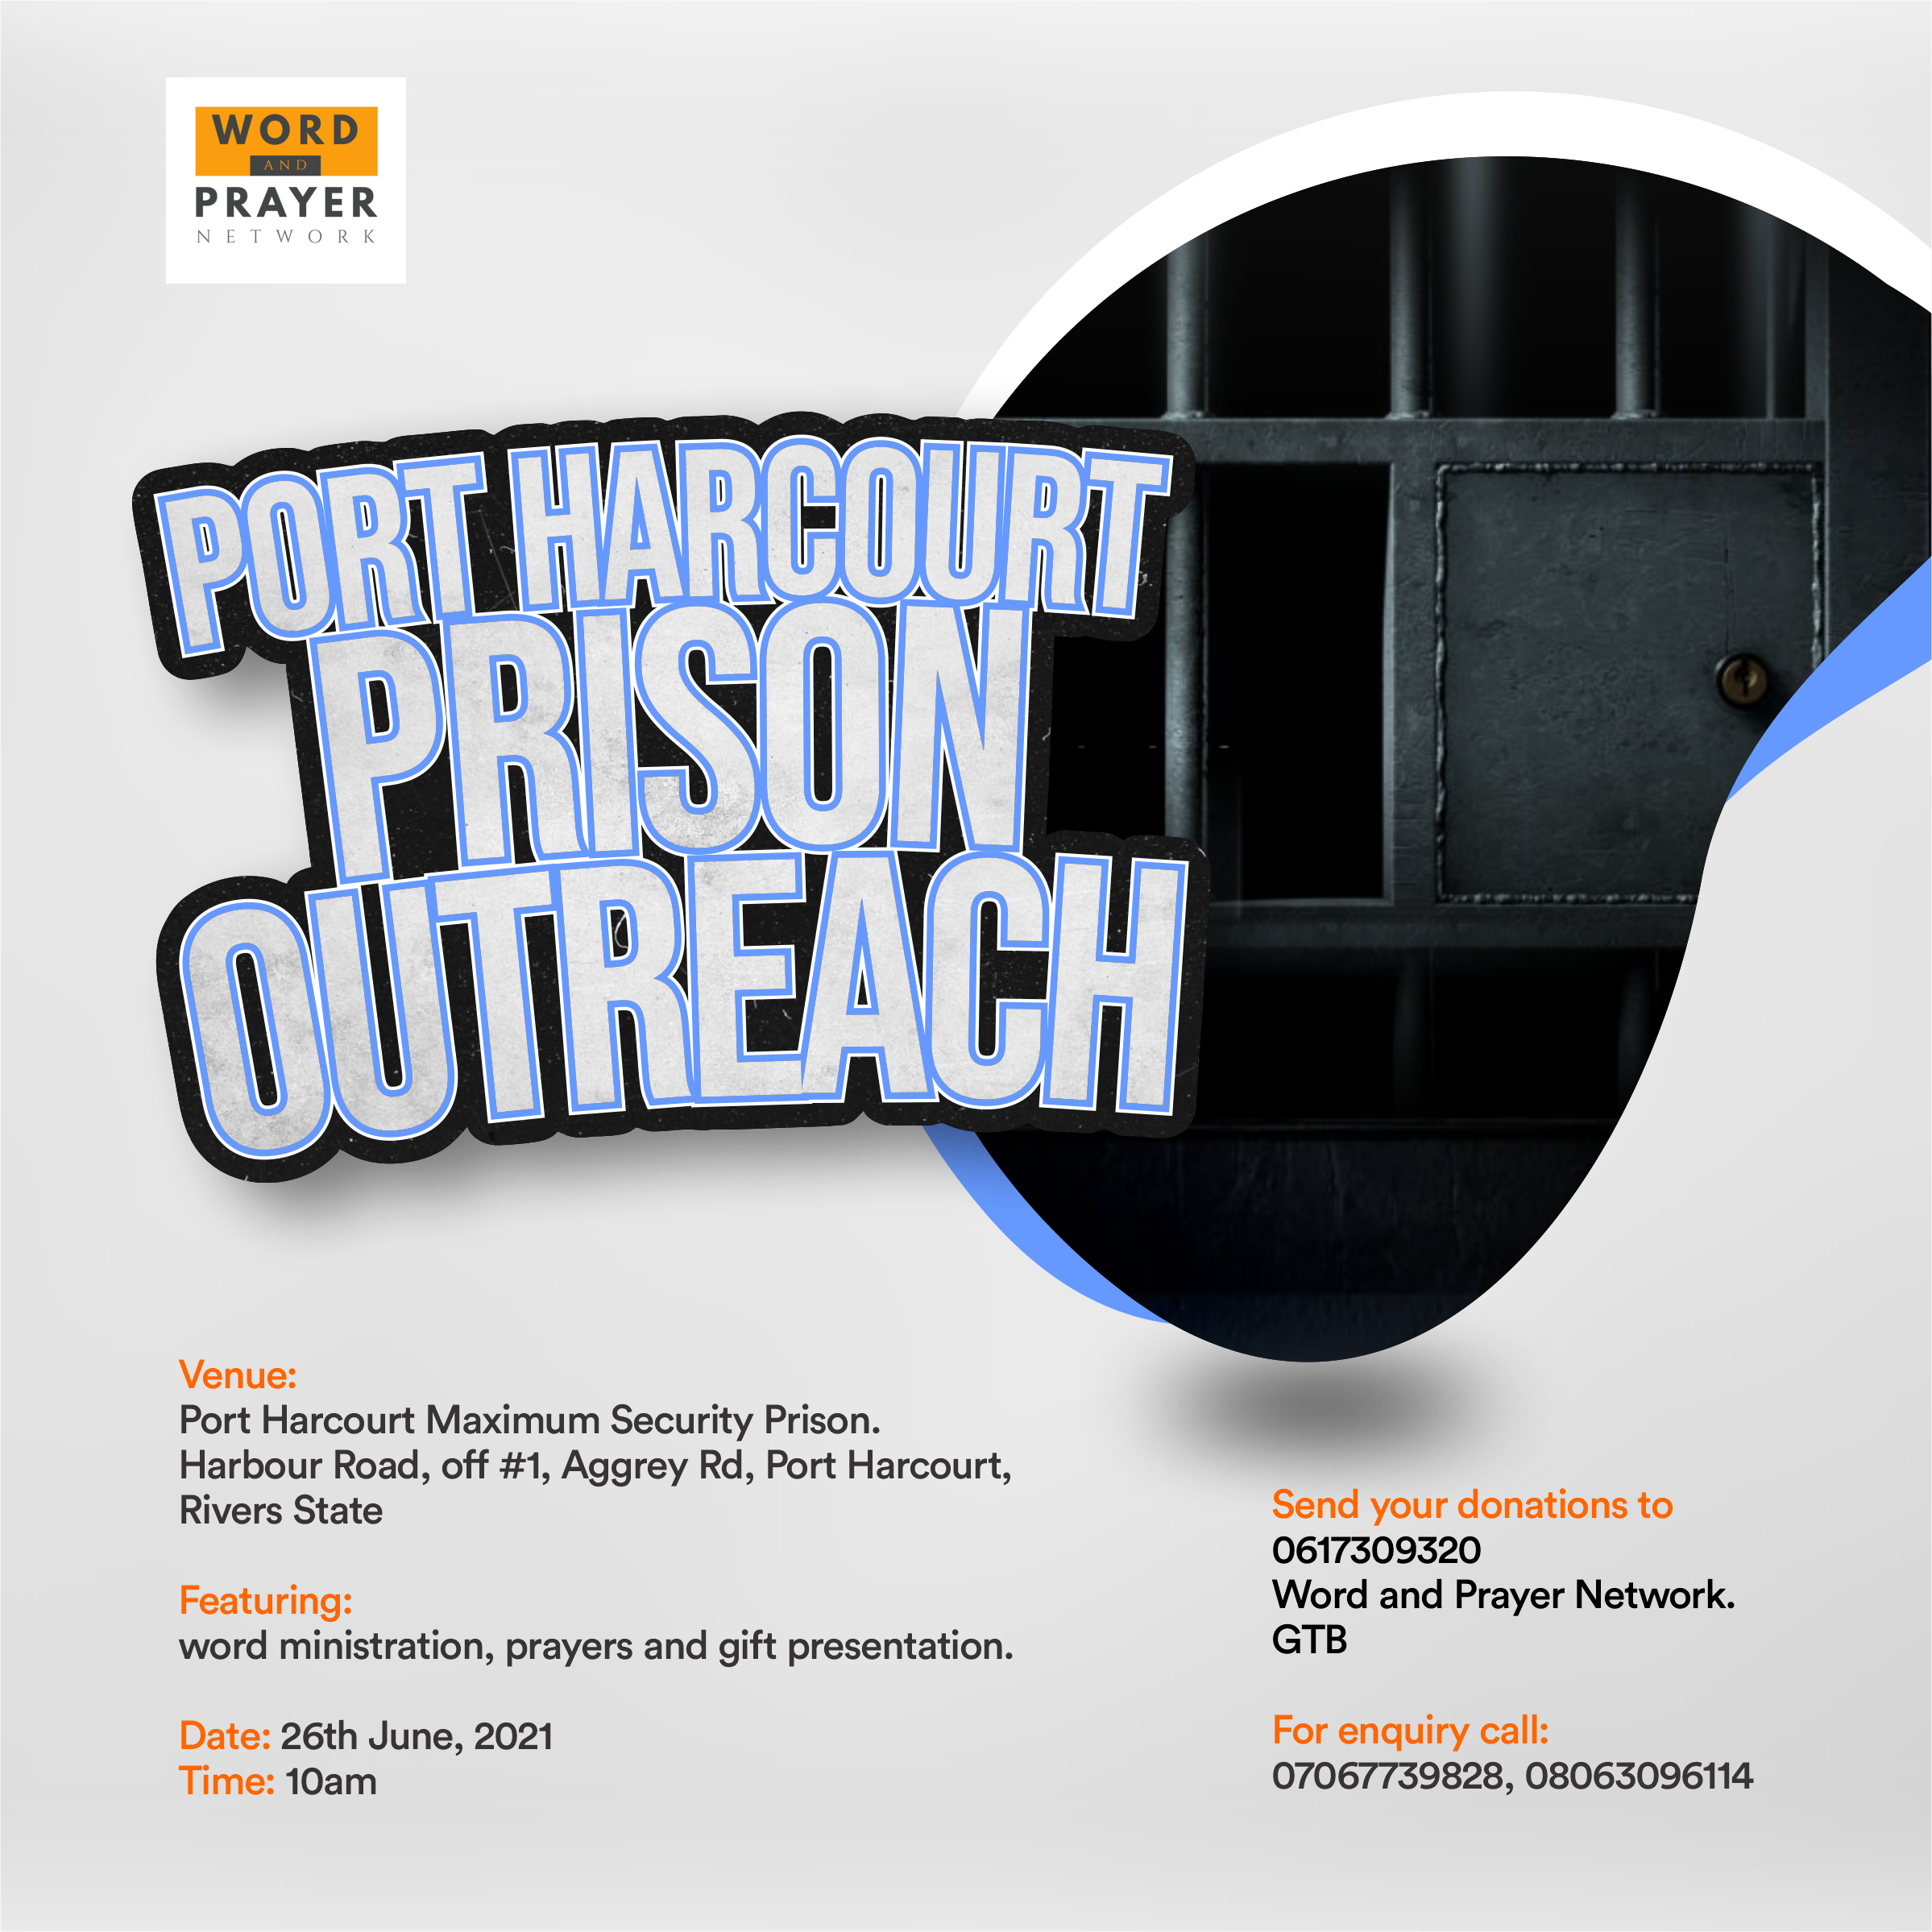 WORD
AND
PRAYER
NETWORK
PORT HARCOURT
PRISON
OUTREACH
Venue:
Port Harcourt Maximum Security Prison.
Harbour Road, off #1, Aggrey Rd, Port Harcourt,
Rivers State
Featuring:
word ministration, prayers and gift presentation.
Date: 26th June, 2021
Time: 10am
Send your donations to
0617309320
Word and Prayer Network.
GTB
For enquiry call:
07067739828, 08063096114